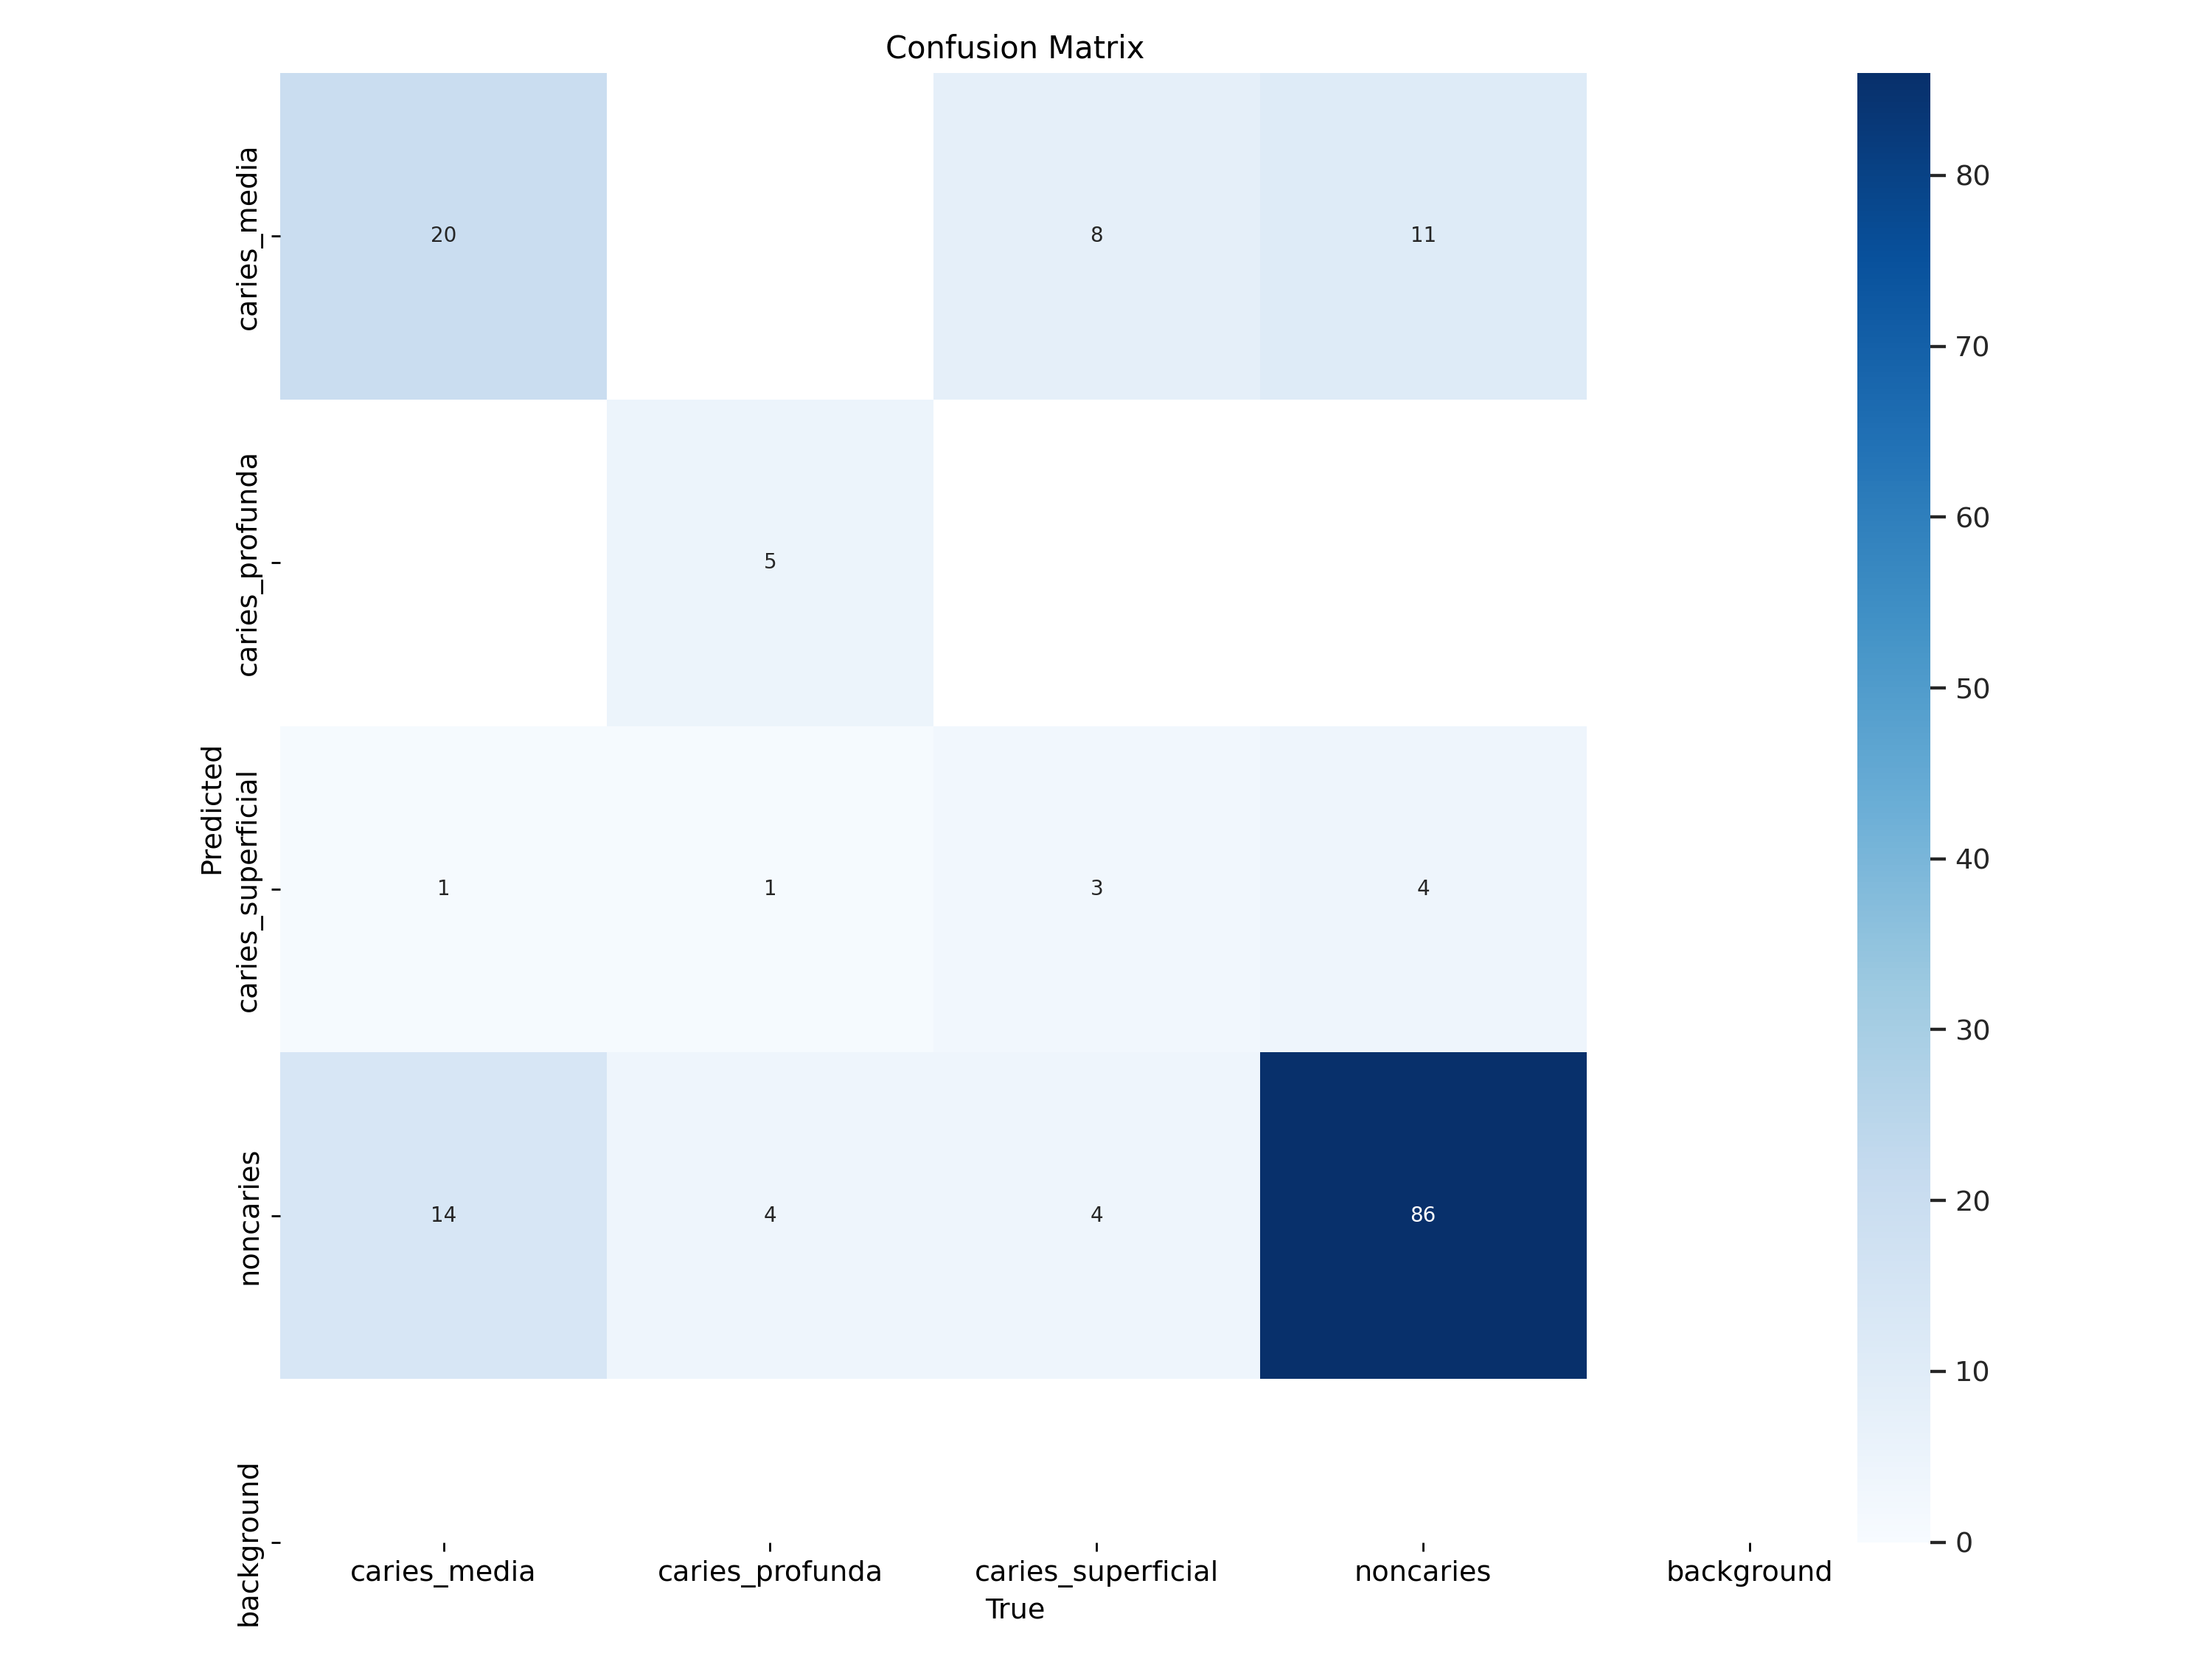 Confusion Matrix
Predicted
caries_media
20
8
11
caries_profunda
5
caries_superficial
1
1
3
4
noncaries
14
4
4
86
background
caries_media
caries_profunda
caries_superficial
noncaries
background
True
80
70
60
50
40
30
20
10
0